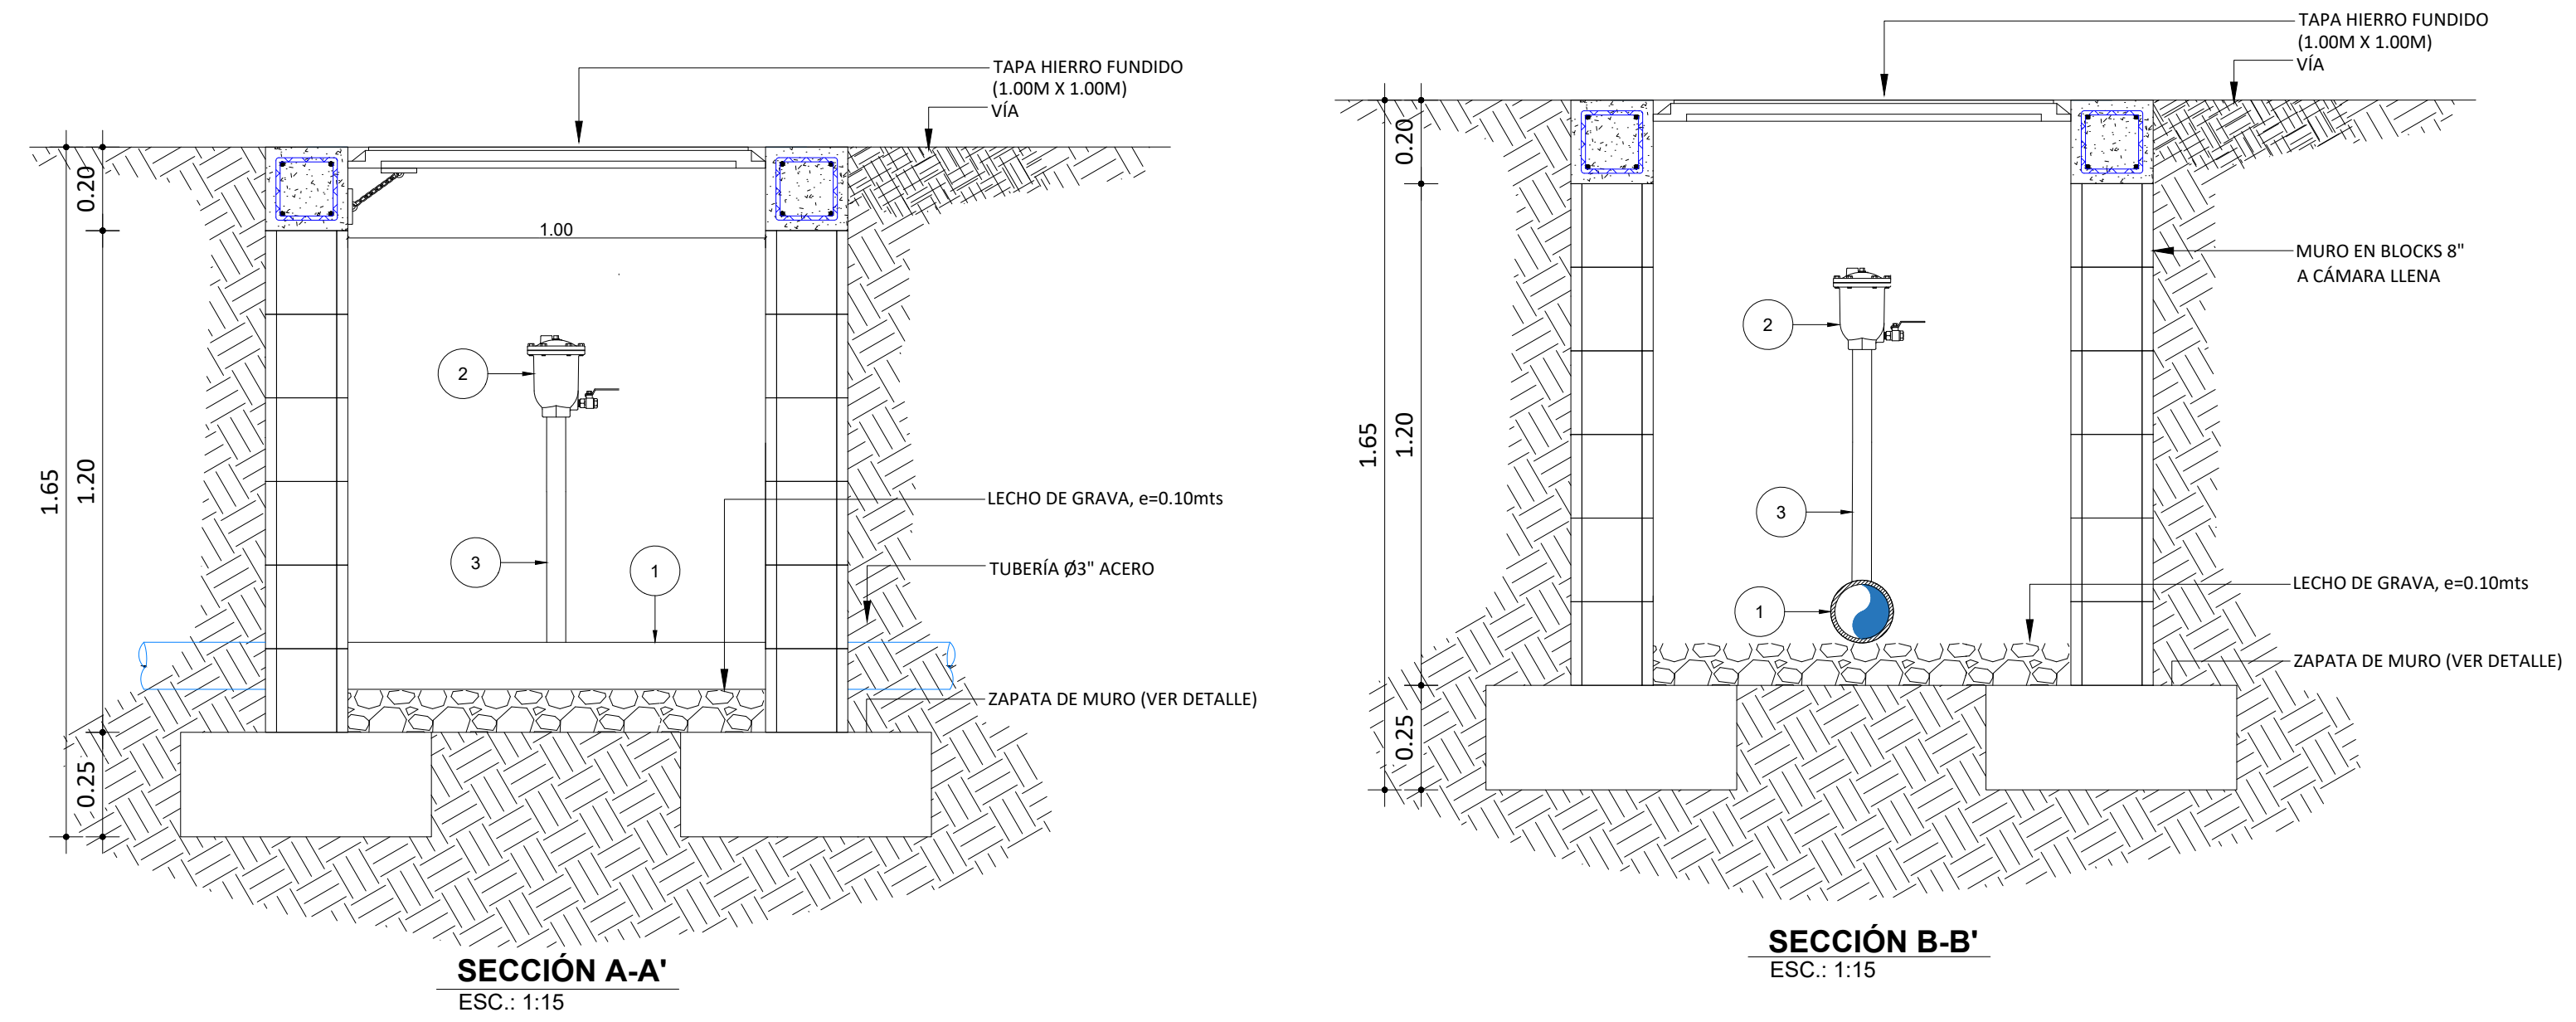 TAPA HIERRO FUNDIDO
(1.00M X 1.00M)
VÍA
0.20
1.00
1.65
1.20
2
3
1
LECHO DE GRAVA, e=0.10mts
TUBERÍA Ø3" ACERO
ZAPATA DE MURO (VER DETALLE)
0.25
SECCIÓN A-A'
ESC.: 1:15
TAPA HIERRO FUNDIDO
(1.00M X 1.00M)
VÍA
0.20
MURO EN BLOCKS 8"
A CÁMARA LLENA
1.65
1.20
2
3
1
LECHO DE GRAVA, e=0.10mts
ZAPATA DE MURO (VER DETALLE)
0.25
SECCIÓN B-B'
ESC.: 1:15